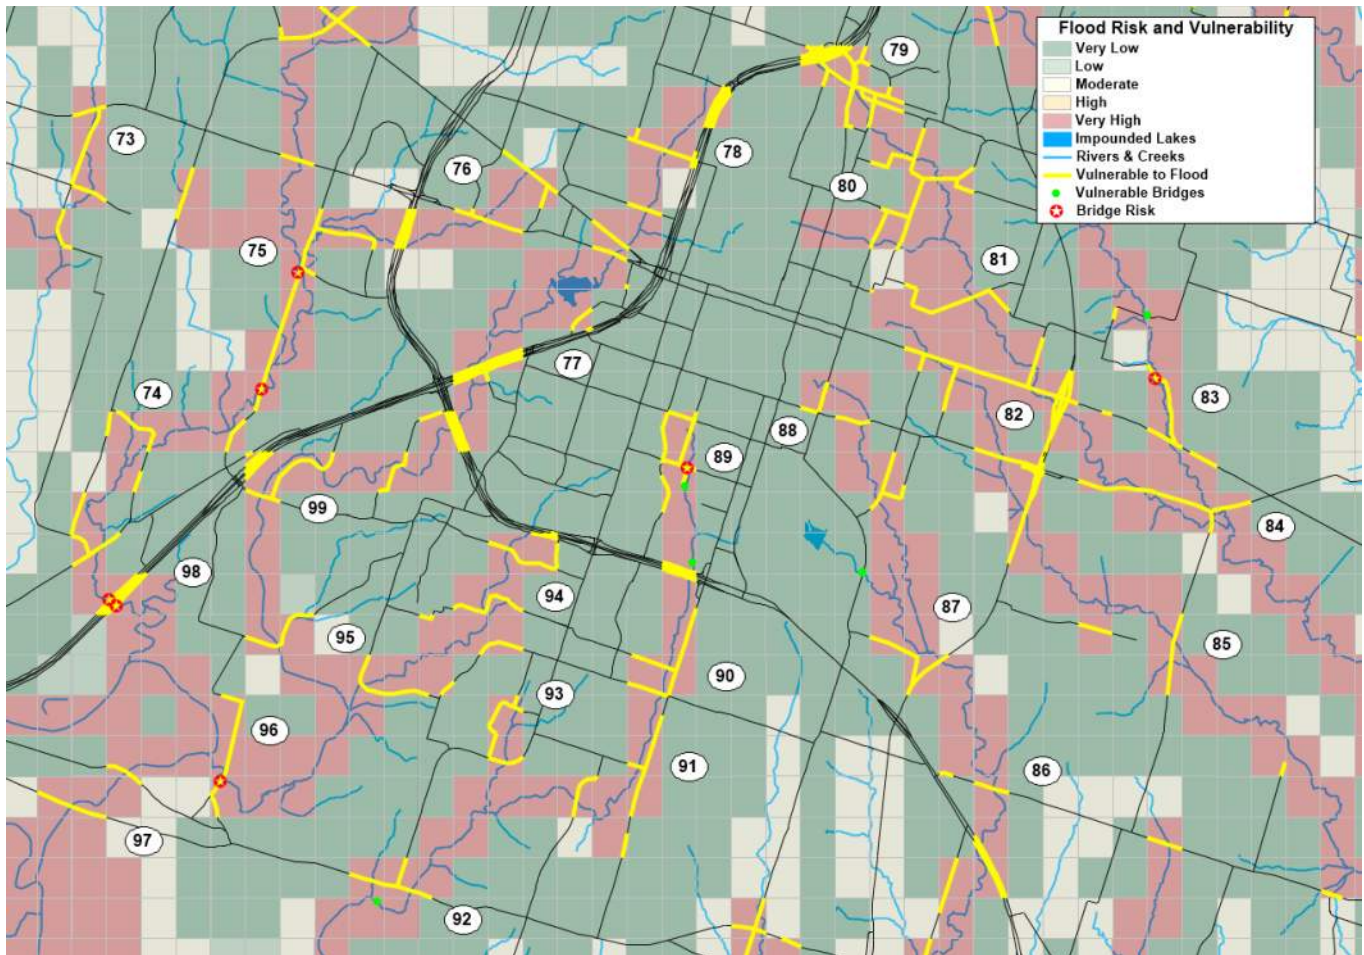 Flood Risk and Vulnerability
Very Low
Low
Moderate
High
Very High
Impounded Lakes
Rivers & Creeks
Vulnerable to Flood
Vulnerable Bridges
Bridge Risk
79
73
78
76
80
75
81
77
74
83
82
88
89
99
84
98
94
87
95
85
90
93
96
91
86
97
92